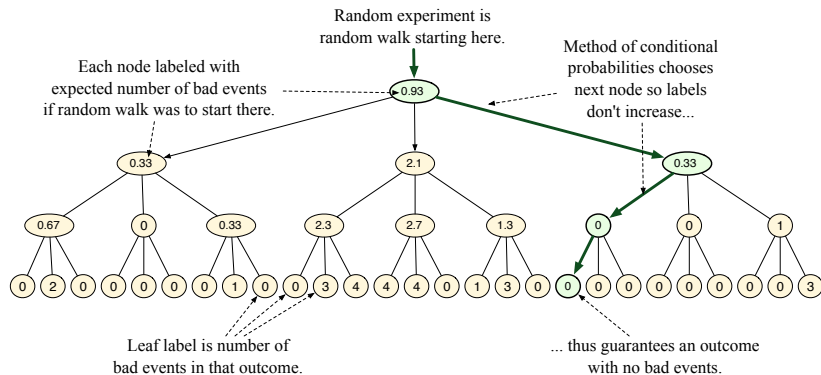 Random experiment is
random walk starting here.
Each node labeled with
expected number of bad events
if random walk was to start there.
Method of conditional
probabilities chooses
next node so labels
don't increase...
0.93
0.33 2.1 0.33
0.67 0 0.33 2.3 2.7 1.3 0 0 1
0 2 0 0 0 0 0 1 0 0 3 4 4 4 0 1 3 0 0 0 0 0 0 0 0 0 3
Leaf label is number of
bad events in that outcome.
... thus guarantees an outcome
with no bad events.